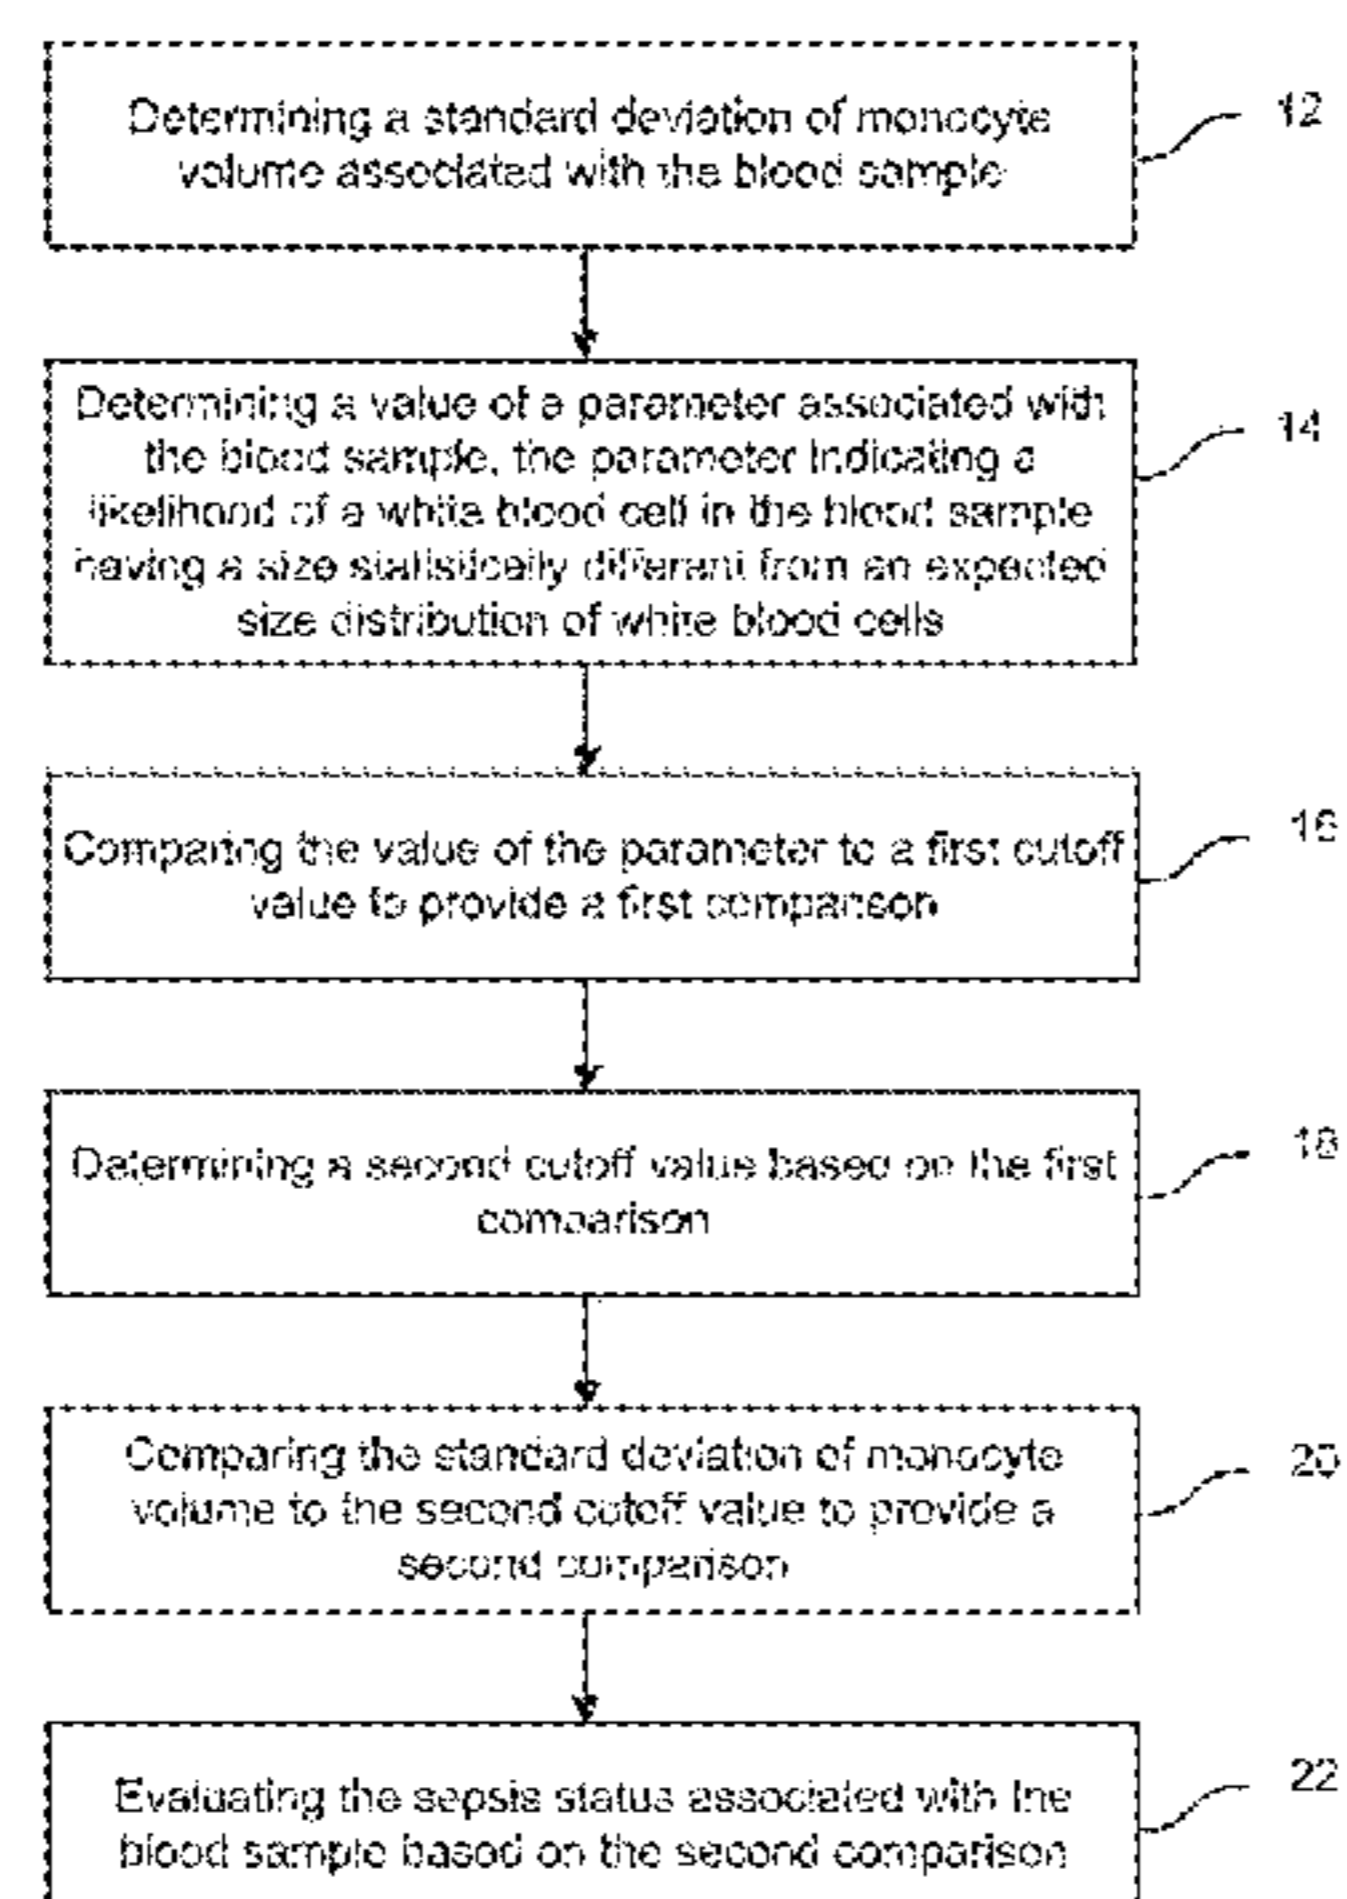 Determining a standard deviation of monocyte
volume associated with the blood sample
12
Determining a value of a parameter associated with
the blood sample, the parameter indicating a
likelihood of a white blood cell in the blood sample
having a size statistically different from an expected
size distribution of white blood cells
14
Comparing the value of the parameter to a first cutoff
value to provide a first comparison
16
Determining a second cutoff value based on the first
comparison
18
Comparing the standard deviation of monocyte
volume to the second cutoff value to provide a
second comparison
20
Evaluating the sepsis status associated with the
blood sample based on the second comparison
22